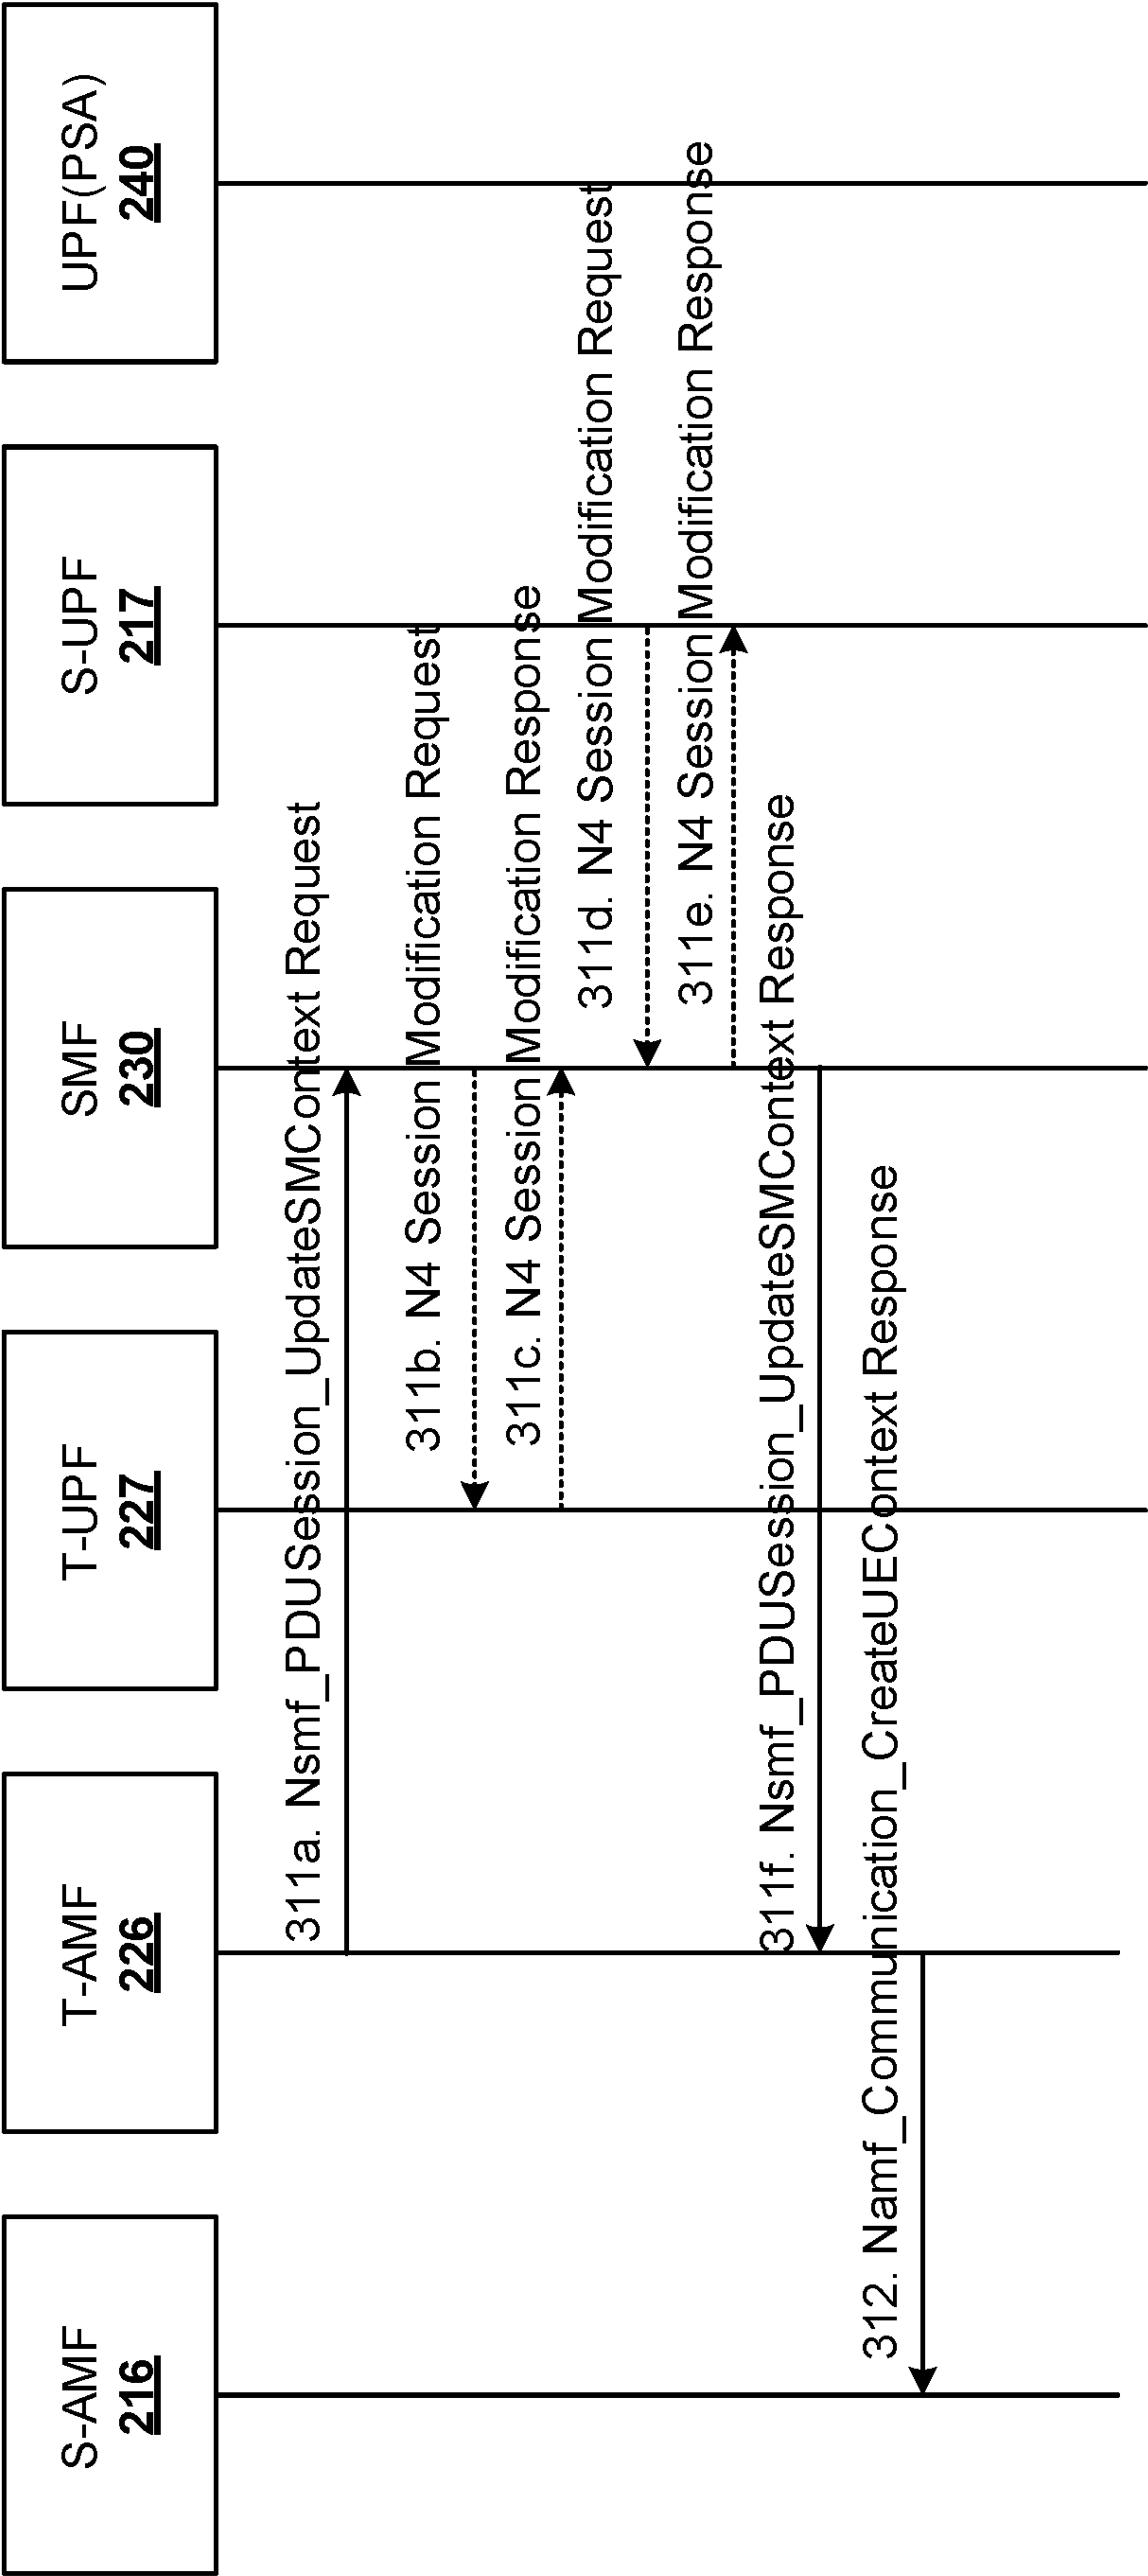 S-AMF
216
T-AMF
226
T-UPF
227
SMF
230
S-UPF
217
UPF(PSA)
240
311a. Nsmf_PDUSession_UpdateSMContext Request
311b. N4 Session Modification Request
311c. N4 Session Modification Response
311d. N4 Session Modification Request
311e. N4 Session Modification Response
311f. Nsmf_PDUSession_UpdateSMContext Response
312. Namf_Communication_CreateUEContext Response